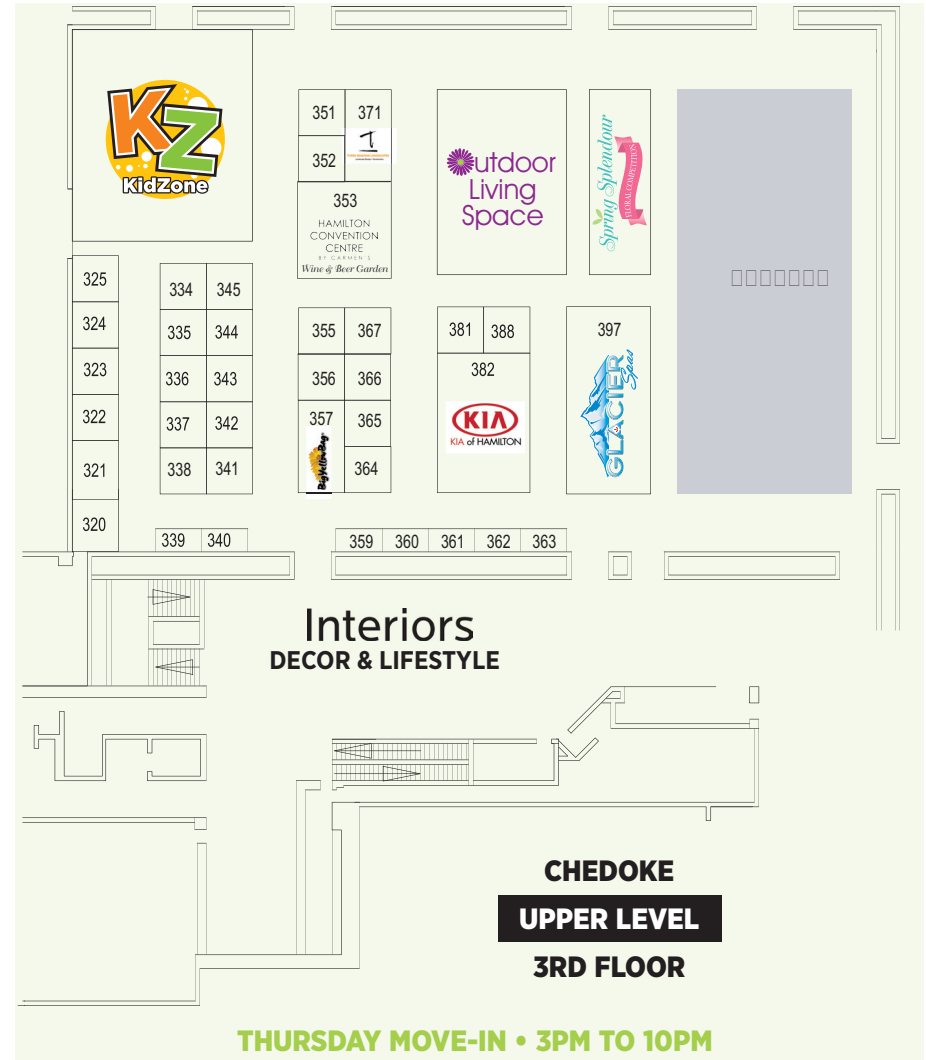 KZ
KidZone
351
371
352
353
HAMILTON
CONVENTION
CENTRE
BY CARMEN'S
Wine & Beer Garden
Outdoor
Living
Space
Spring Splendour
FLORAL COMPETITION
325
324
323
322
321
320
334
345
335
344
336
343
337
342
338
341
339
340
355
367
356
366
357
365
BigYellowBag
364
381
388
382
KIA
KIA of HAMILTON
397
GLACIER
Spas
359
360
361
362
363
Interiors
DECOR & LIFESTYLE
CHEDOKE
UPPER LEVEL
3RD FLOOR
THURSDAY MOVE-IN • 3PM TO 10PM